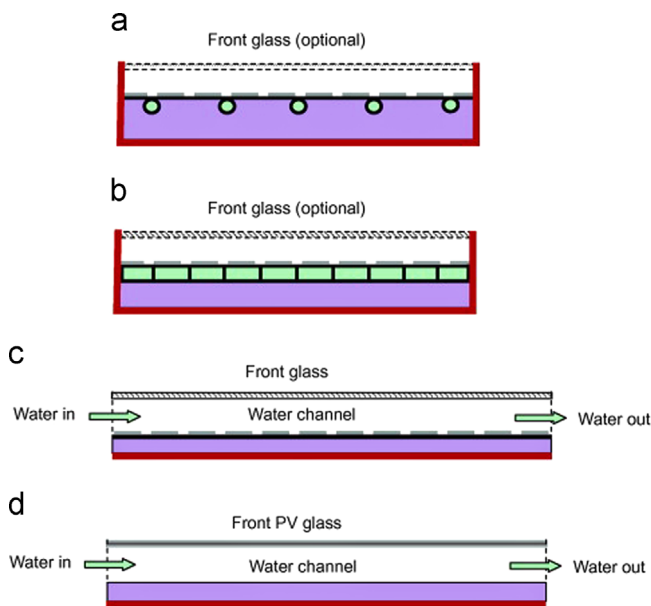 a
Front glass (optional)
b
Front glass (optional)
c
Front glass
Water in
Water channel
Water out
d
Front PV glass
Water in
Water channel
Water out